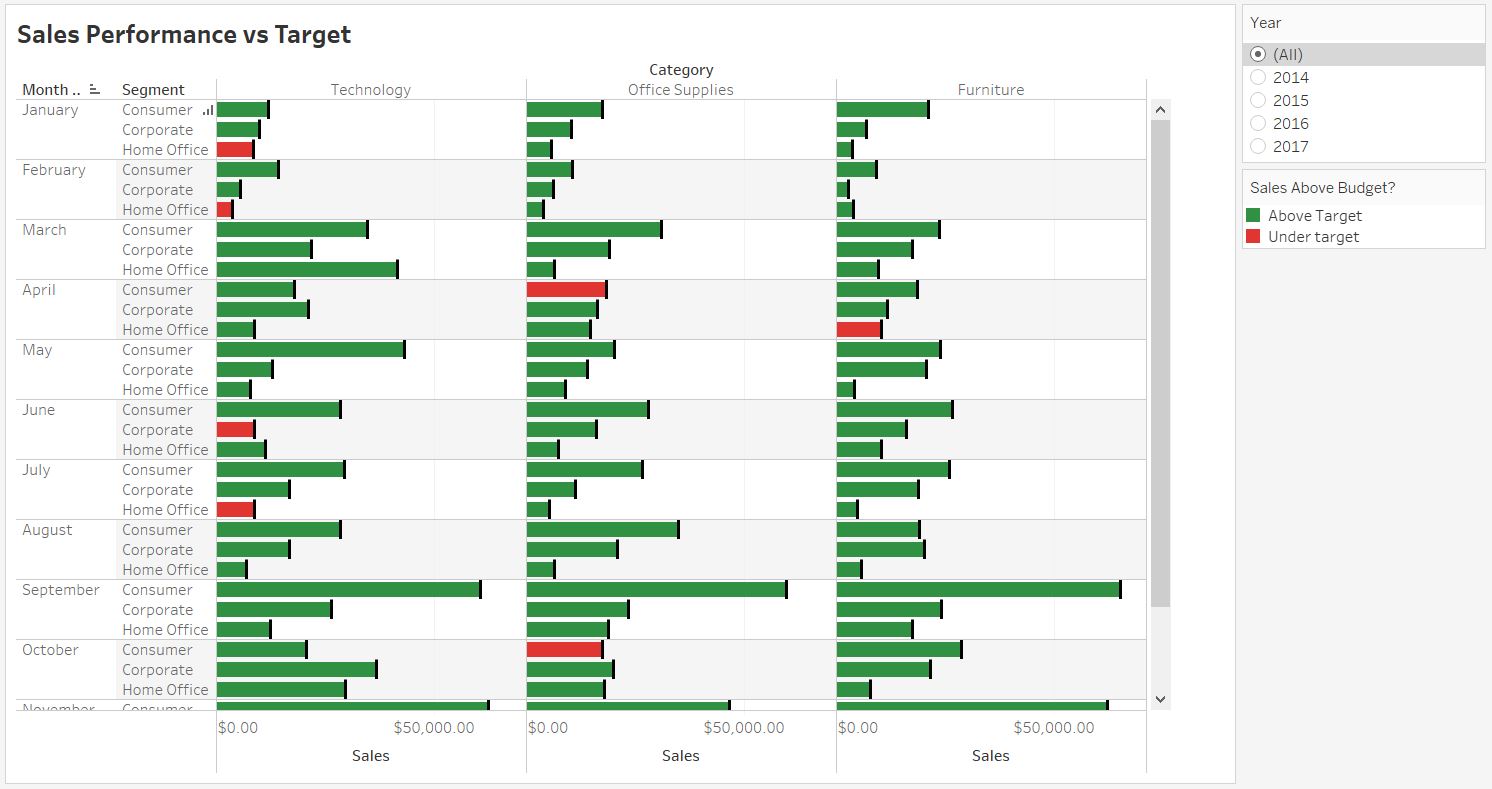 Sales Performance vs Target
Category
Month .. Segment Technology Office Supplies Furniture
January Consumer
Corporate
Home Office
February Consumer
Corporate
Home Office
March Consumer
Corporate
Home Office
April Consumer
Corporate
Home Office
May Consumer
Corporate
Home Office
June Consumer
Corporate
Home Office
July Consumer
Corporate
Home Office
August Consumer
Corporate
Home Office
September Consumer
Corporate
Home Office
October Consumer
Corporate
Home Office
November Consumer
$0.00 $50,000.00 $0.00 $50,000.00 $0.00 $50,000.00
Sales Sales Sales
Year
(All)
2014
2015
2016
2017
Sales Above Budget?
Above Target
Under target